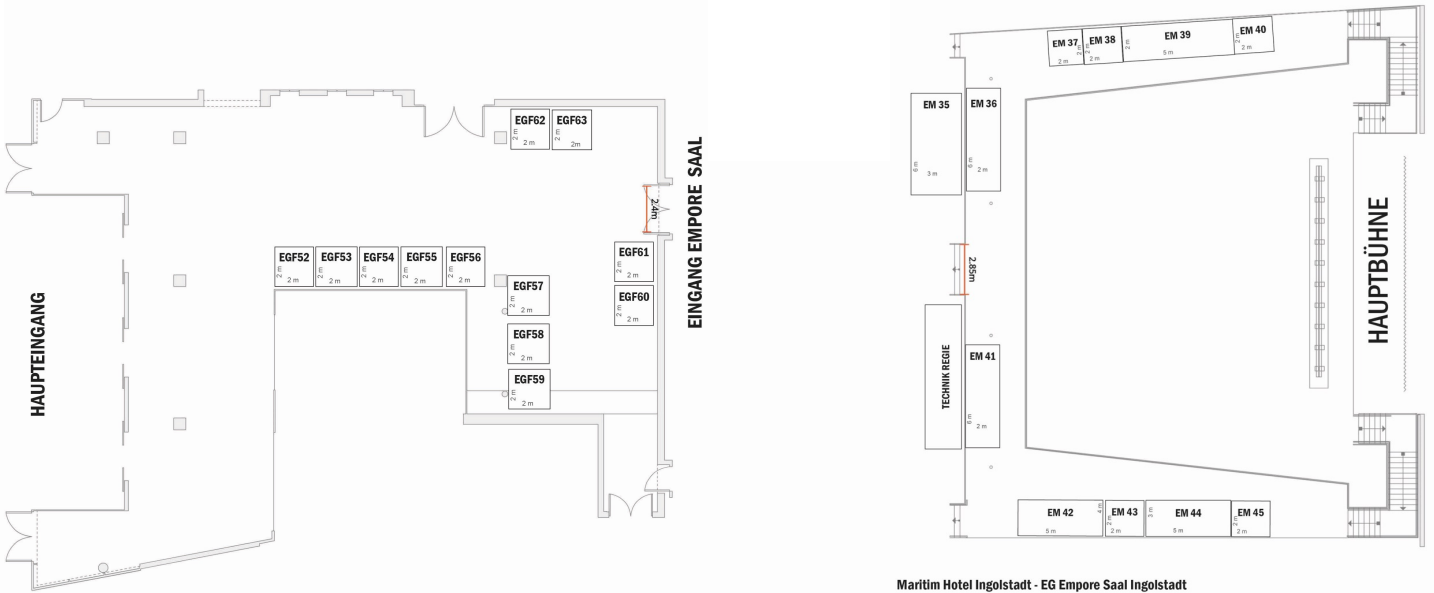 HAUPTEINGANG
EGF62
2 m
2 m
EGF63
2 m
2m
EINGANG EMPORE SAAL
2.4m
EGF52
2 m
2 m
EGF53
2 m
2 m
EGF54
2 m
2 m
EGF55
2 m
2 m
EGF56
2 m
2 m
EGF57
2 m
2 m
EGF58
2 m
2 m
EGF59
2 m
2 m
EGF61
2 m
2 m
EGF60
2 m
2 m
EM 37
2 m
2 m
EM 38
2 m
2 m
EM 39
2 m
5 m
EM 40
2 m
2 m
EM 35
6 m
3 m
EM 36
6 m
2 m
2.85m
TECHNIK REGIE
EM 41
6 m
2 m
HAUPTBÜHNE
EM 42
4 m
5 m
EM 43
2 m
2 m
EM 44
3 m
5 m
EM 45
2 m
2 m
Maritim Hotel Ingolstadt - EG Empore Saal Ingolstadt